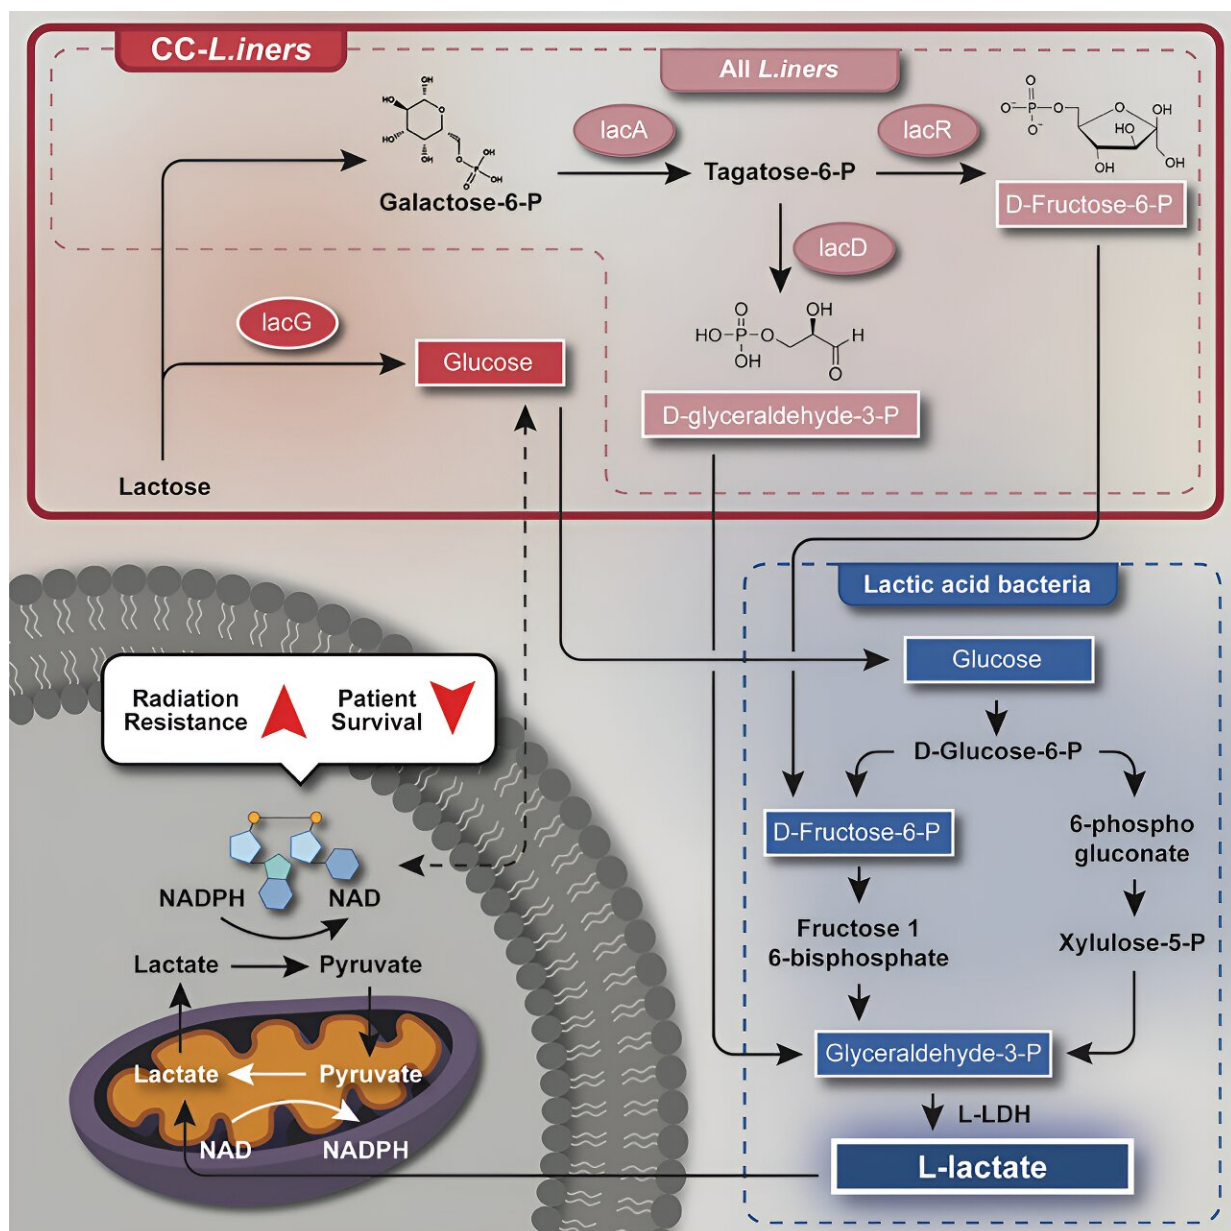 CC-L.iners
All L.iners
lacA
lacR
Galactose-6-P
Tagatose-6-P
D-Fructose-6-P
lacD
lacG
Glucose
D-glyceraldehyde-3-P
Lactose
Lactic acid bacteria
Glucose
D-Glucose-6-P
Radiation
Resistance
Patient
Survival
D-Fructose-6-P
6-phospho
gluconate
NADPH
NAD
Fructose 1
6-bisphosphate
Xylulose-5-P
Lactate
Pyruvate
Glyceraldehyde-3-P
Lactate
Pyruvate
L-LDH
NAD
NADPH
L-lactate